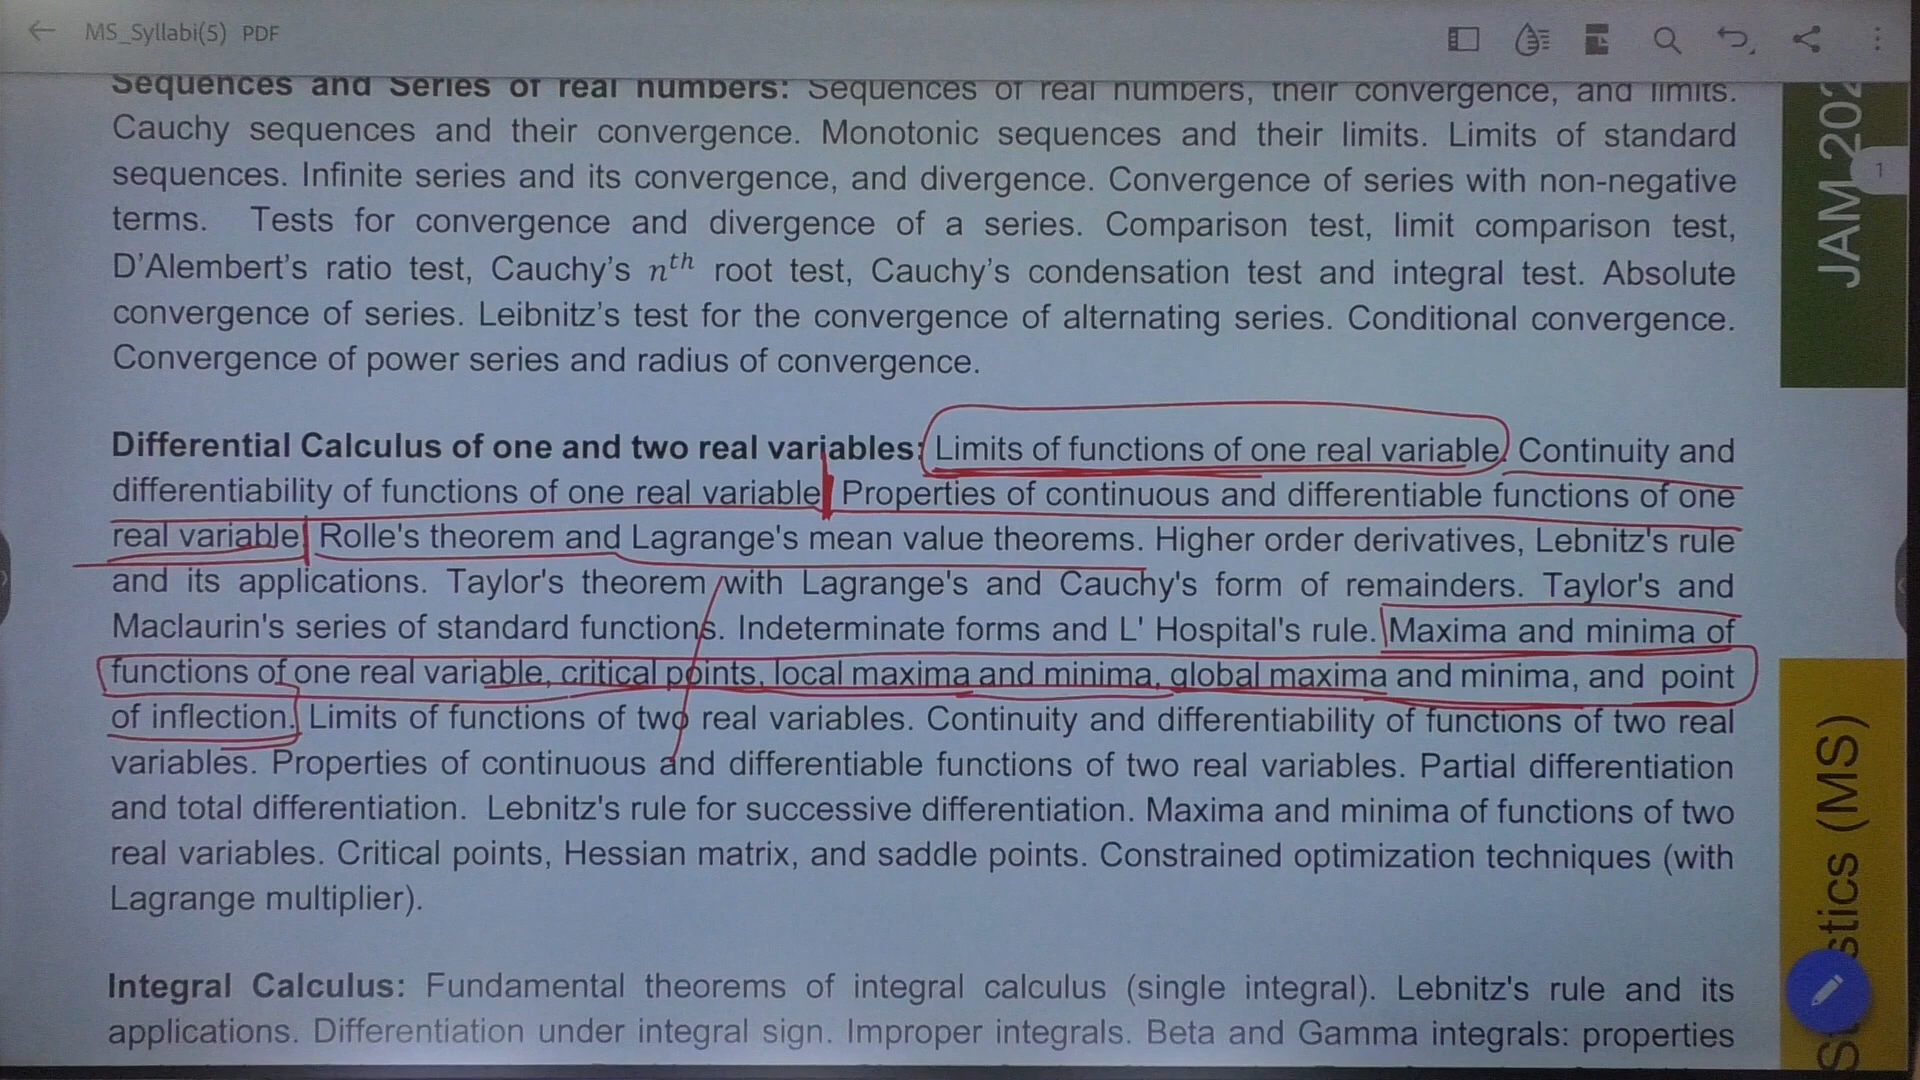 MS_Syllabi(5) PDF
Sequences and Series of real numbers: Sequences of real numbers, their convergence, and limits.
Cauchy sequences and their convergence. Monotonic sequences and their limits. Limits of standard
sequences. Infinite series and its convergence, and divergence. Convergence of series with non-negative
terms. Tests for convergence and divergence of a series. Comparison test, limit comparison test,
D'Alembert's ratio test, Cauchy's nth root test, Cauchy's condensation test and integral test. Absolute
convergence of series. Leibnitz's test for the convergence of alternating series. Conditional convergence.
Convergence of power series and radius of convergence.
Differential Calculus of one and two real variables: Limits of functions of one real variable. Continuity and
differentiability of functions of one real variable. Properties of continuous and differentiable functions of one
real variable. Rolle's theorem and Lagrange's mean value theorems. Higher order derivatives, Lebnitz's rule
and its applications. Taylor's theorem with Lagrange's and Cauchy's form of remainders. Taylor's and
Maclaurin's series of standard functions. Indeterminate forms and L' Hospital's rule. Maxima and minima of
functions of one real variable, critical points, local maxima and minima, global maxima and minima, and point
of inflection. Limits of functions of two real variables. Continuity and differentiability of functions of two real
variables. Properties of continuous and differentiable functions of two real variables. Partial differentiation
and total differentiation. Lebnitz's rule for successive differentiation. Maxima and minima of functions of two
real variables. Critical points, Hessian matrix, and saddle points. Constrained optimization techniques (with
Lagrange multiplier).
Integral Calculus: Fundamental theorems of integral calculus (single integral). Lebnitz's rule and its
applications. Differentiation under integral sign. Improper integrals. Beta and Gamma integrals: properties
JAM 202
1
stics (MS)